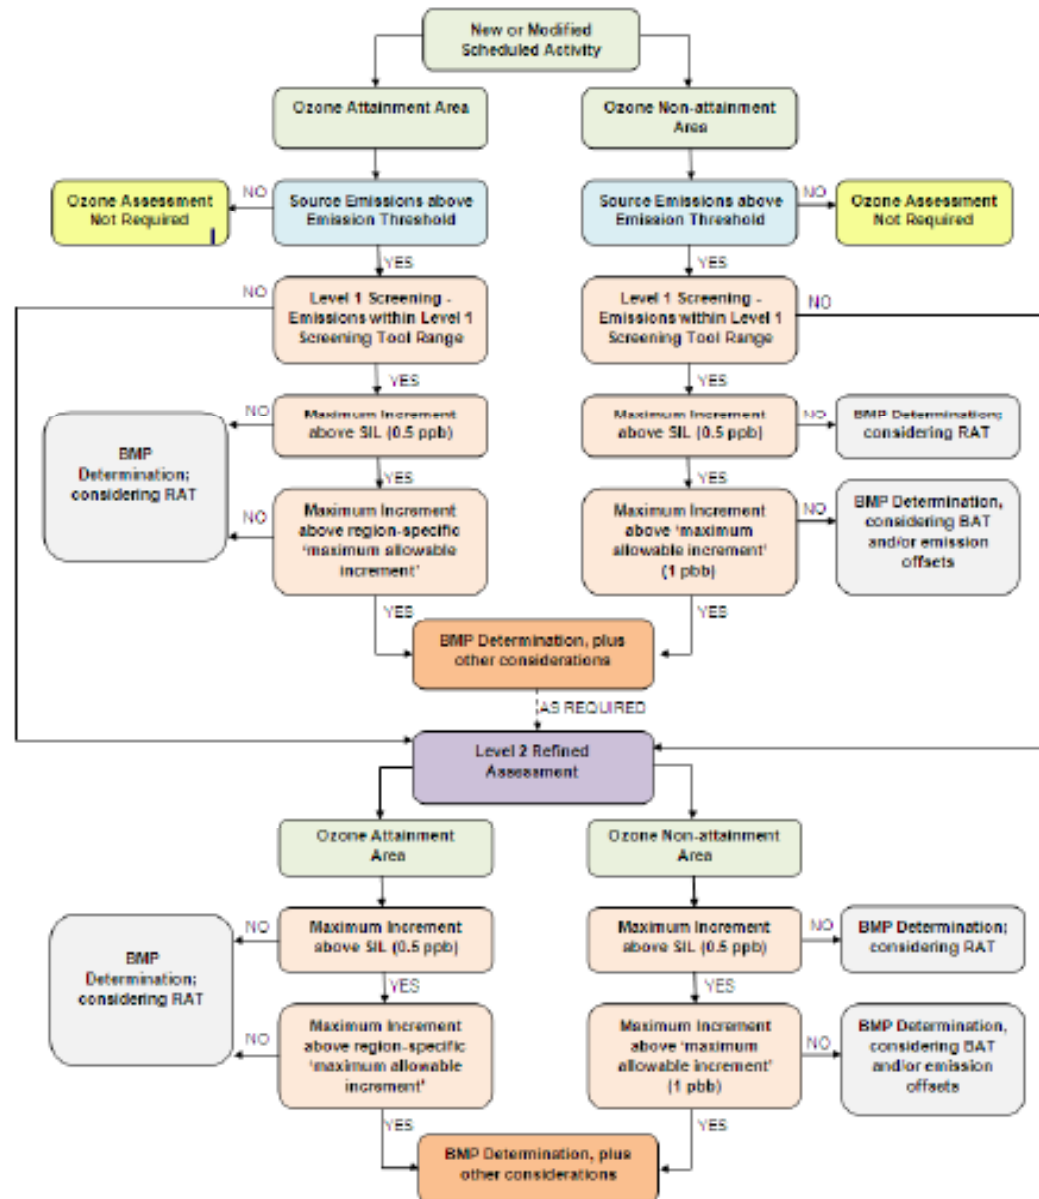 New or Modified
Scheduled Activity
Ozone Attainment Area
Ozone Non-attainment
Area
Ozone Assessment
Not Required
NO
Source Emissions above
Emission Threshold
Source Emissions above
Emission Threshold
NO
Ozone Assessment
Not Required
YES
YES
NO
Level 1 Screening -
Emissions within Level 1
Screening Tool Range
Level 1 Screening -
Emissions within Level 1
Screening Tool Range
NO
YES
YES
BMP
Determination;
considering RAT
NO
Maximum Increment
above SIL (0.5 ppb)
Maximum Increment
above SIL (0.5 ppb)
NO
BMP Determination;
considering RAT
YES
YES
NO
Maximum Increment
above region-specific
'maximum allowable
increment'
Maximum Increment
above 'maximum
allowable increment'
(1 pbb)
NO
BMP Determination,
considering BAT
and/or emission
offsets
YES
YES
BMP Determination, plus
other considerations
AS REQUIRED
Level 2 Refined
Assessment
Ozone Attainment
Area
Ozone Non-attainment
Area
BMP
Determination;
considering RAT
NO
Maximum Increment
above SIL (0.5 ppb)
Maximum Increment
above SIL (0.5 ppb)
NO
BMP Determination;
considering RAT
YES
YES
NO
Maximum Increment
above region-specific
'maximum allowable
increment'
Maximum Increment
above 'maximum
allowable increment'
(1 pbb)
NO
BMP Determination,
considering BAT
and/or emission
offsets
YES
YES
BMP Determination, plus
other considerations